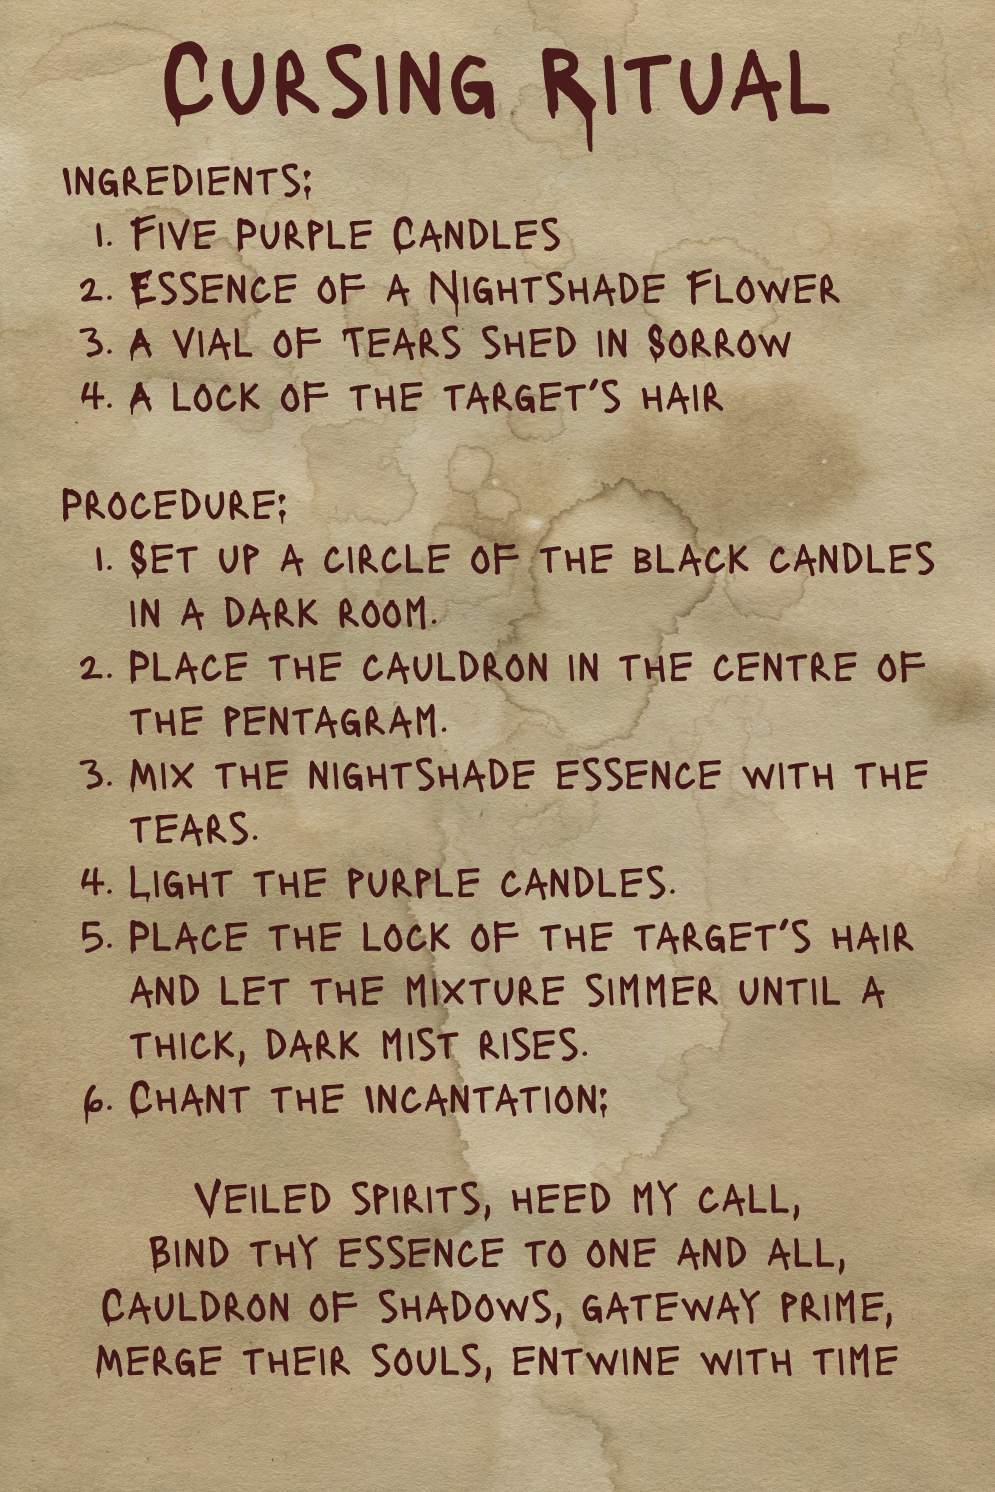 Cursing Ritual
Ingredients:
1. Five Purple Candles
2. Essence of a Nightshade Flower
3. A vial of Tears Shed in Sorrow
4. A lock of the target's hair
Procedure:
1. Set up a circle of the black candles
in a dark room.
2. Place the cauldron in the centre of
the pentagram.
3. Mix the nightshade essence with the
tears.
4. Light the purple candles.
5. Place the lock of the target's hair
and let the mixture simmer until a
thick, dark mist rises.
6. Chant the incantation:
Veiled spirits, heed my call,
Bind thy essence to one and all,
Cauldron of shadows, gateway prime,
Merge their souls, entwine with time